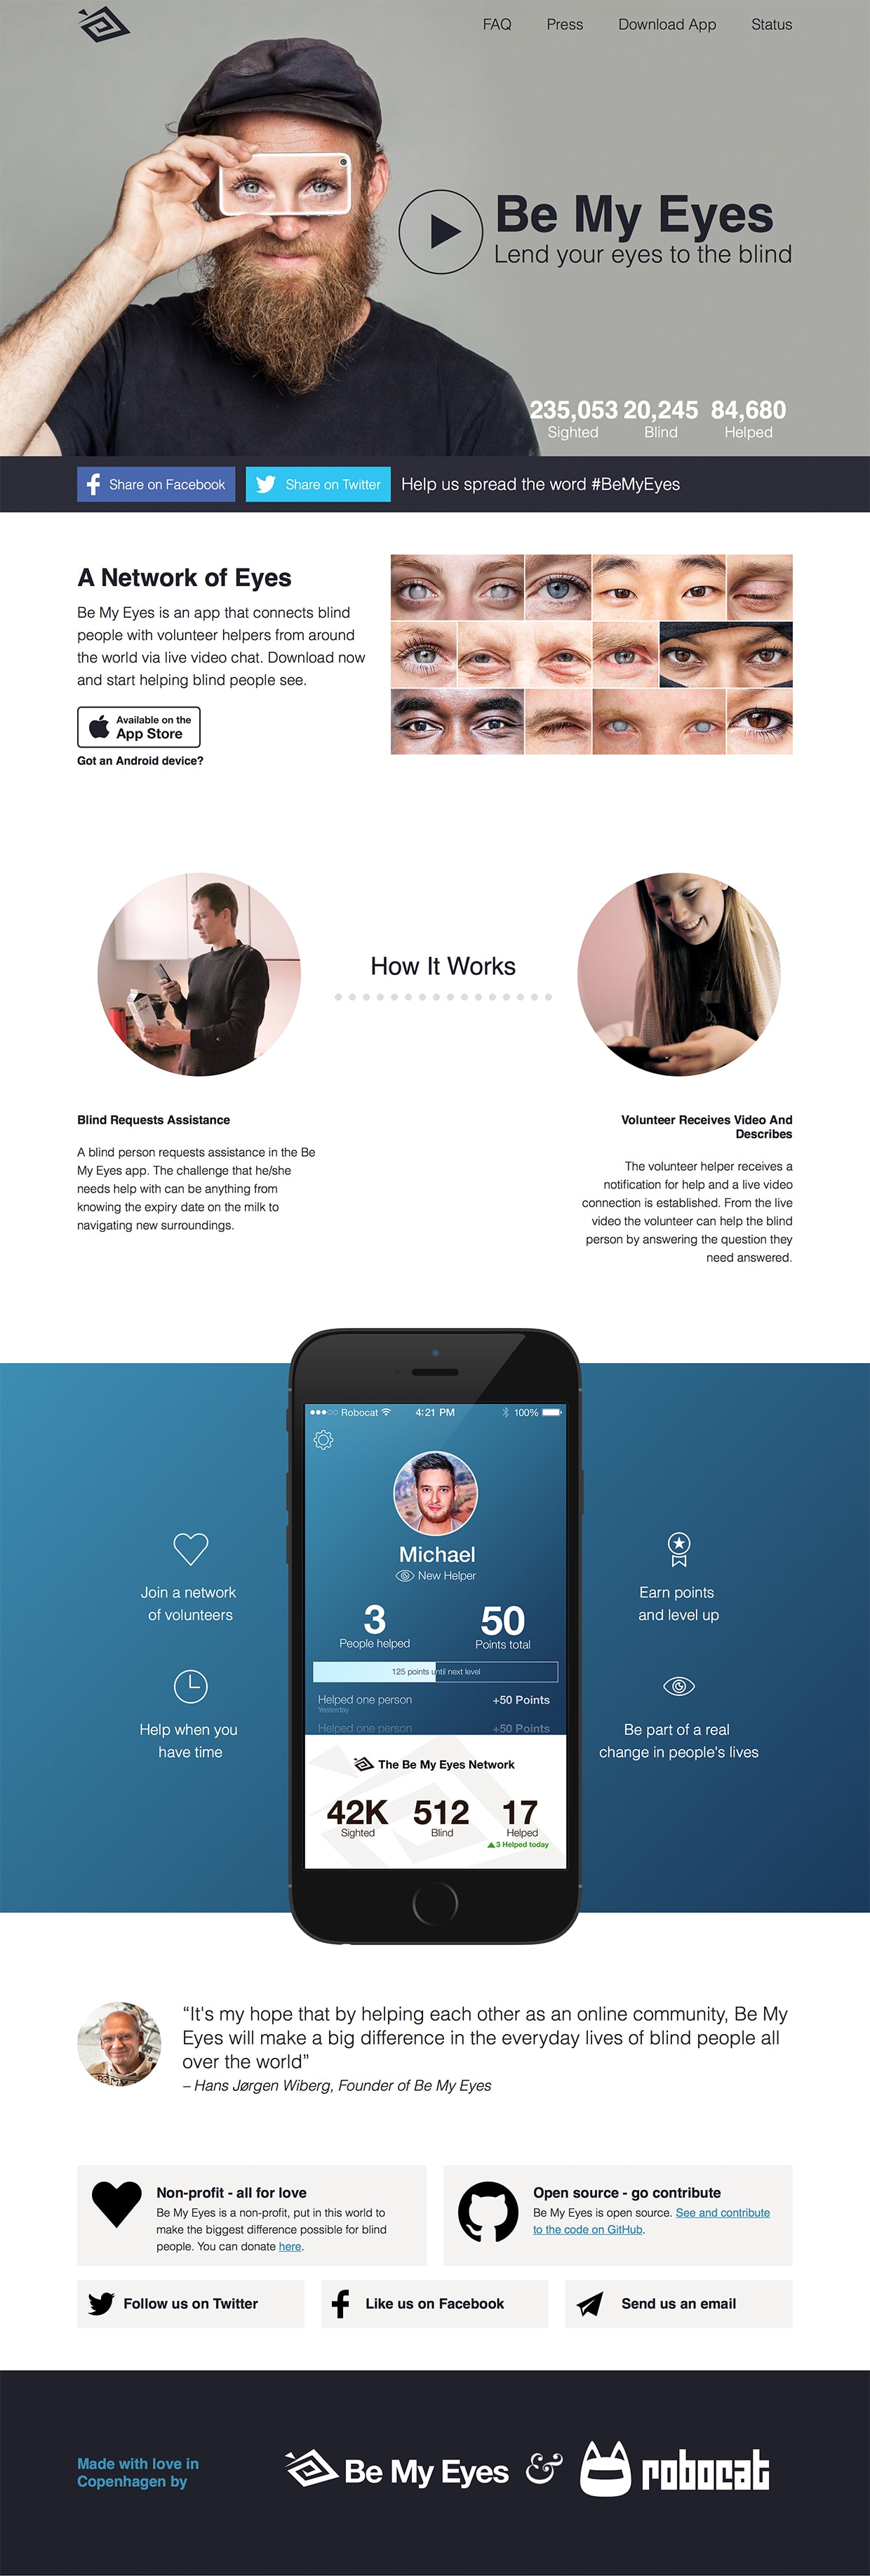 FAQ Press Download App Status
Be My Eyes
Lend your eyes to the blind
235,053 20,245 84,680
Sighted Blind Helped
Share on Facebook Share on Twitter Help us spread the word #BeMyEyes
A Network of Eyes
Be My Eyes is an app that connects blind
people with volunteer helpers from around
the world via live video chat. Download now
and start helping blind people see.
Available on the
App Store
Got an Android device?
How It Works
Blind Requests Assistance
A blind person requests assistance in the Be
My Eyes app. The challenge that he/she
needs help with can be anything from
knowing the expiry date on the milk to
navigating new surroundings.
Volunteer Receives Video And
Describes
The volunteer helper receives a
notification for help and a live video
connection is established. From the live
video the volunteer can help the blind
person by answering the question they
need answered.
Robocat 4:21 PM 100%
Michael
New Helper
3 50
People helped Points total
125 points until next level
Helped one person +50 Points
Yesterday
Helped one person +50 Points
The Be My Eyes Network
42K 512 17
Sighted Blind Helped
3 Helped today
Join a network
of volunteers
Help when you
have time
Earn points
and level up
Be part of a real
change in people's lives
“It's my hope that by helping each other as an online community, Be My
Eyes will make a big difference in the everyday lives of blind people all
over the world”
– Hans Jørgen Wiberg, Founder of Be My Eyes
Non-profit - all for love
Be My Eyes is a non-profit, put in this world to
make the biggest difference possible for blind
people. You can donate here.
Open source - go contribute
Be My Eyes is open source. See and contribute
to the code on GitHub.
Follow us on Twitter Like us on Facebook Send us an email
Made with love in
Copenhagen by
Be My Eyes & robocat